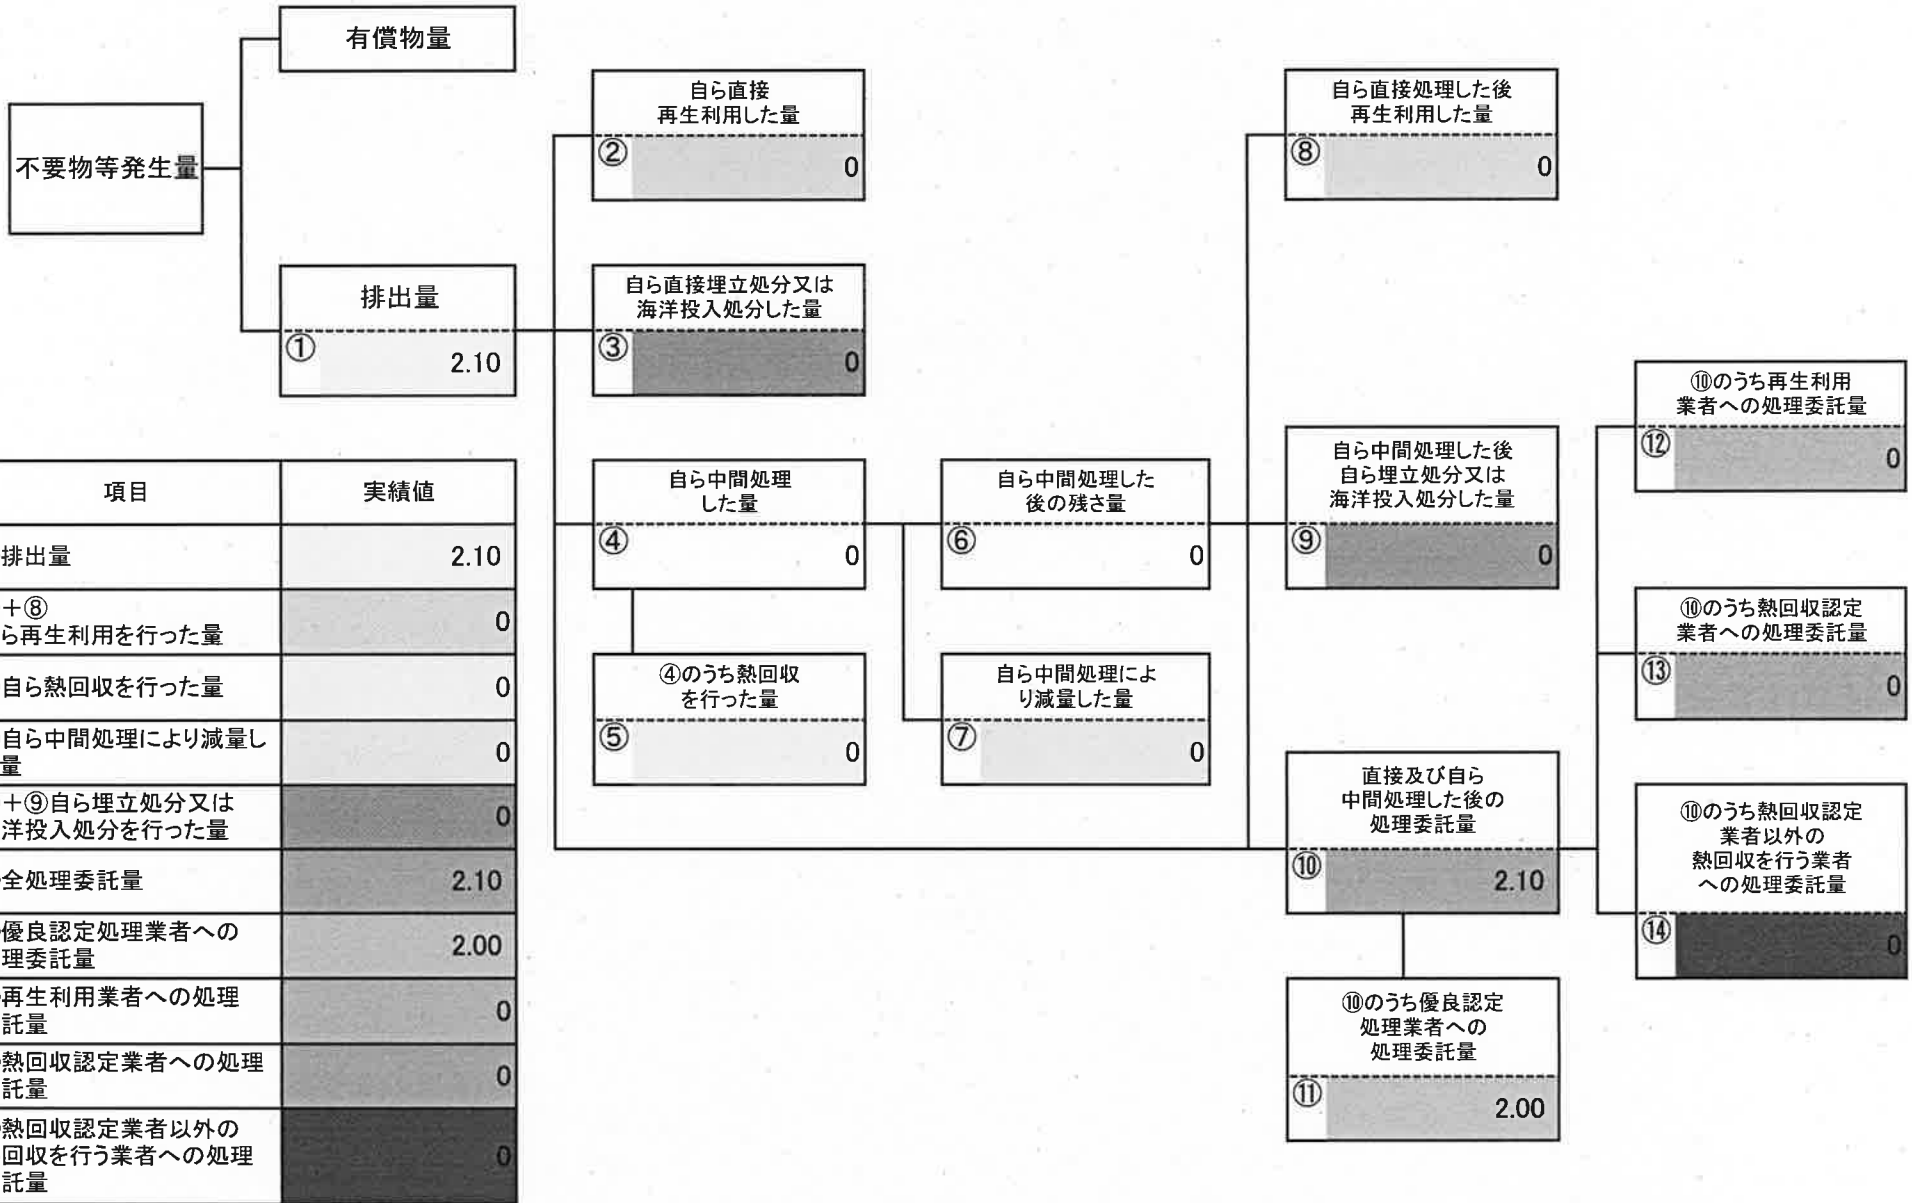 有償物量
不要物等発生量
排出量
①
2.10
自ら直接
再生利用した量
②
0
自ら直接埋立処分又は
海洋投入処分した量
③
0
自ら中間処理
した量
④
0
④のうち熱回収
を行った量
⑤
0
自ら中間処理した
後の残さ量
⑥
0
自ら中間処理によ
り減量した量
⑦
0
自ら直接処理した後
再生利用した量
⑧
0
自ら中間処理した後
自ら埋立処分又は
海洋投入処分した量
⑨
0
直接及び自ら
中間処理した後の
処理委託量
⑩
2.10
⑩のうち優良認定
処理業者への
処理委託量
⑪
2.00
⑩のうち再生利用
業者への処理委託量
⑫
0
⑩のうち熱回収認定
業者への処理委託量
⑬
0
⑩のうち熱回収認定
業者以外の
熱回収を行う業者
への処理委託量
⑭
0
項目 実績値
排出量 2.10
+⑧
ら再生利用を行った量 0
自ら熱回収を行った量 0
自ら中間処理により減量し
量 0
+⑨自ら埋立処分又は
洋投入処分を行った量 0
全処理委託量 2.10
優良認定処理業者への
理委託量 2.00
再生利用業者への処理
託量 0
熱回収認定業者への処理
託量 0
熱回収認定業者以外の
回収を行う業者への処理
託量 0